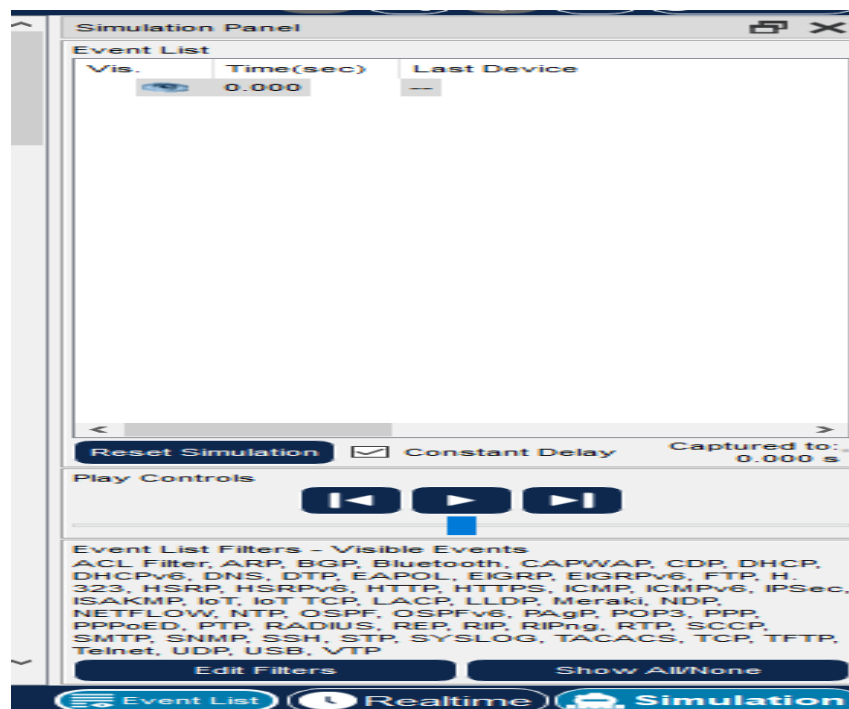 Simulation Panel
Event List
Vis. Time(sec) Last Device
0.000 --
Reset Simulation Constant Delay Captured to:
0.000 s
Play Controls
Event List Filters - Visible Events
ACL Filter, ARP, BGP, Bluetooth, CAPWAP, CDP, DHCP,
DHCPv6, DNS, DTP, EAPOL, EIGRP, EIGRPv6, FTP, H.
323, HSRP, HSRPv6, HTTP, HTTPS, ICMP, ICMPv6, IPSec,
ISAKMP, IoT, IoT TCP, LACP, LLDP, Meraki, NDP,
NETFLOW, NTP, OSPF, OSPFv6, PAgP, POP3, PPP,
PPPoED, PTP, RADIUS, REP, RIP, RIPng, RTP, SCCP,
SMTP, SNMP, SSH, STP, SYSLOG, TACACS, TCP, TFTP,
Telnet, UDP, USB, VTP
Edit Filters Show All/None
Event List Realtime Simulation